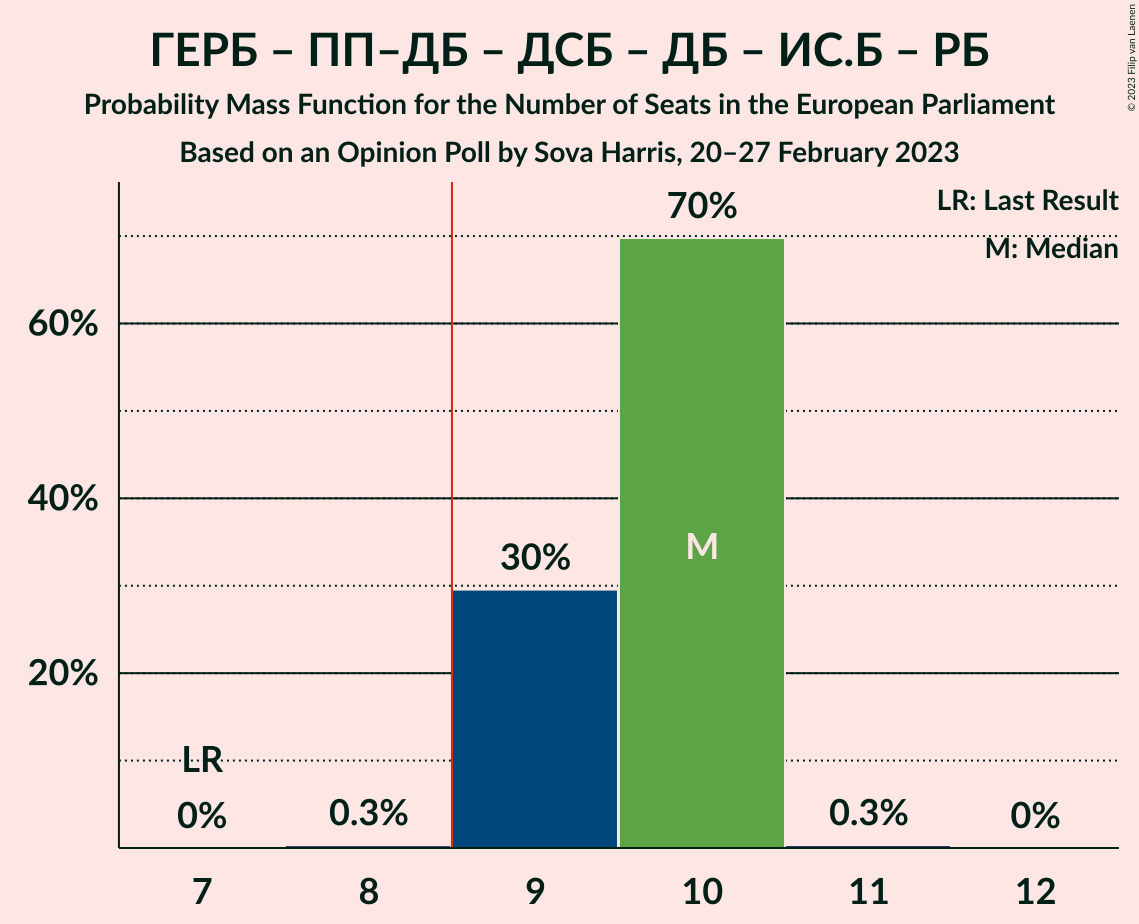 ГЕРБ – ПП–ДБ – ДСБ – ДБ – ИС.Б – РБ
Probability Mass Function for the Number of Seats in the European Parliament
Based on an Opinion Poll by Sova Harris, 20–27 February 2023
© 2023 Filip van Laenen
LR: Last Result
M: Median
70%
60%
M
40%
30%
20%
LR
0%
0.3%
0.3%
0%
7
8
9
10
11
12